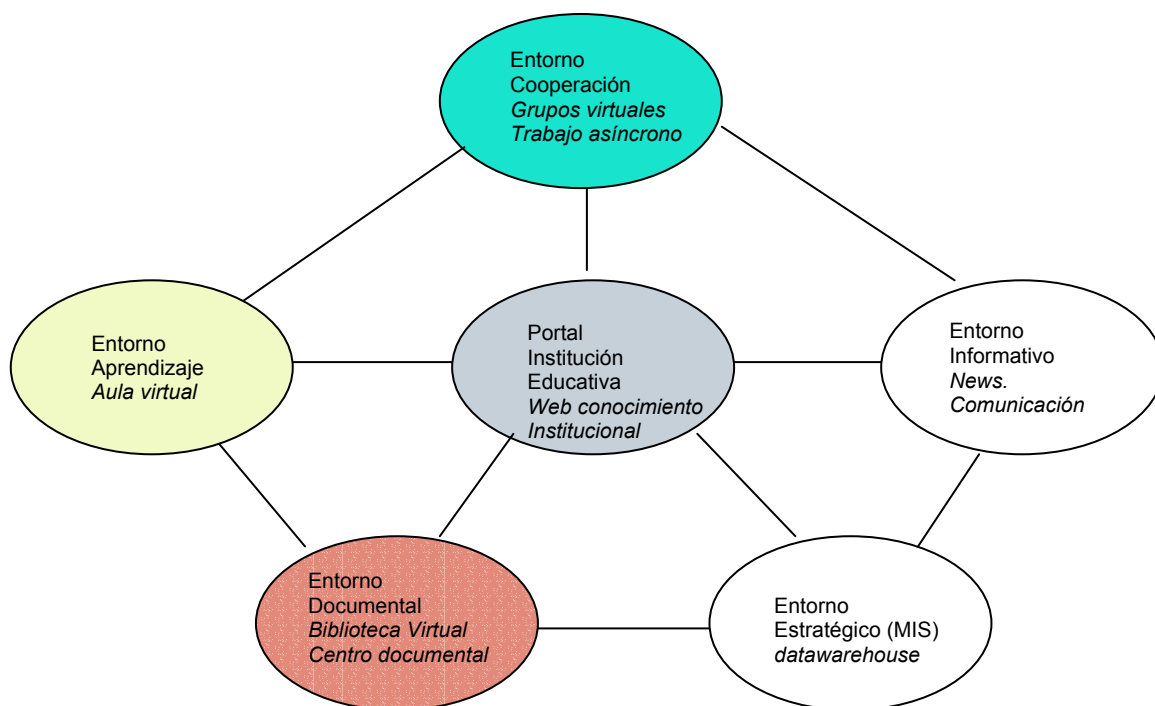 Entorno
Cooperación
Grupos virtuales
Trabajo asíncrono
Entorno
Aprendizaje
Aula virtual
Portal
Institución
Educativa
Web conocimiento
Institucional
Entorno
Informativo
News.
Comunicación
Entorno
Documental
Biblioteca Virtual
Centro documental
Entorno
Estratégico (MIS)
datawarehouse